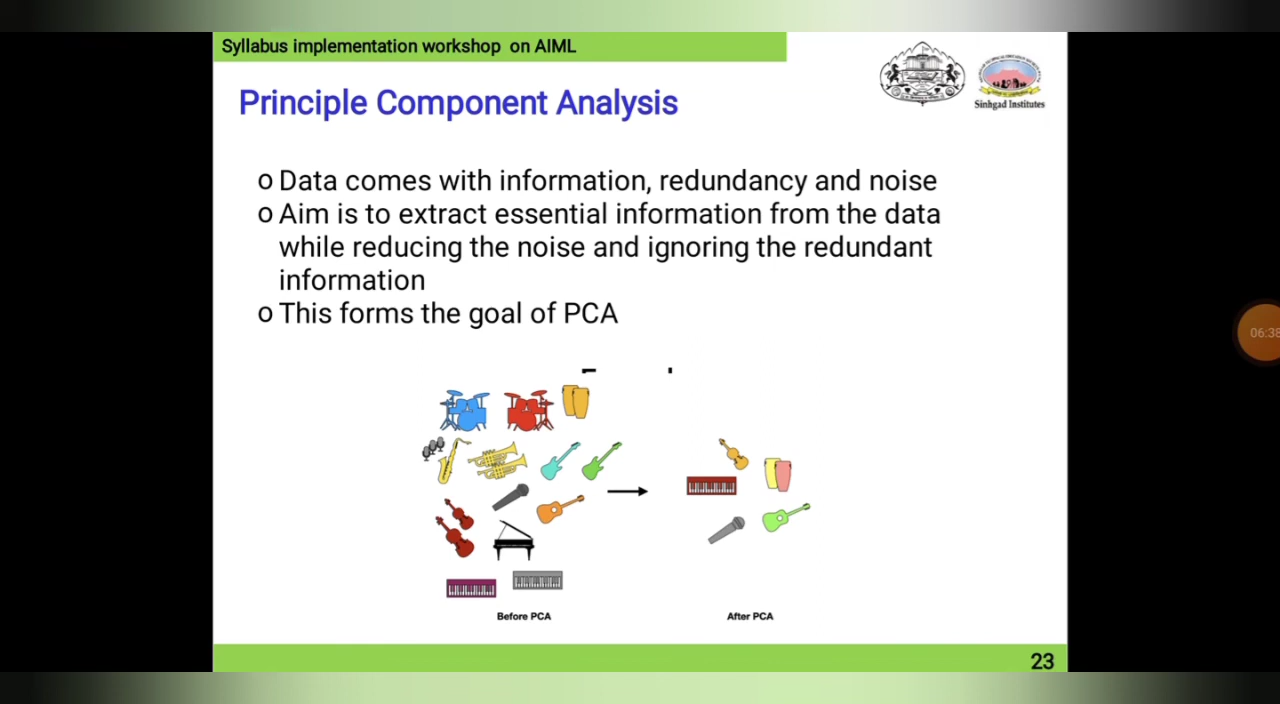 Syllabus implementation workshop on AIML
Sinhgad Institutes
Principle Component Analysis
o Data comes with information, redundancy and noise
o Aim is to extract essential information from the data
while reducing the noise and ignoring the redundant
information
o This forms the goal of PCA
06:38
Before PCA
After PCA
23